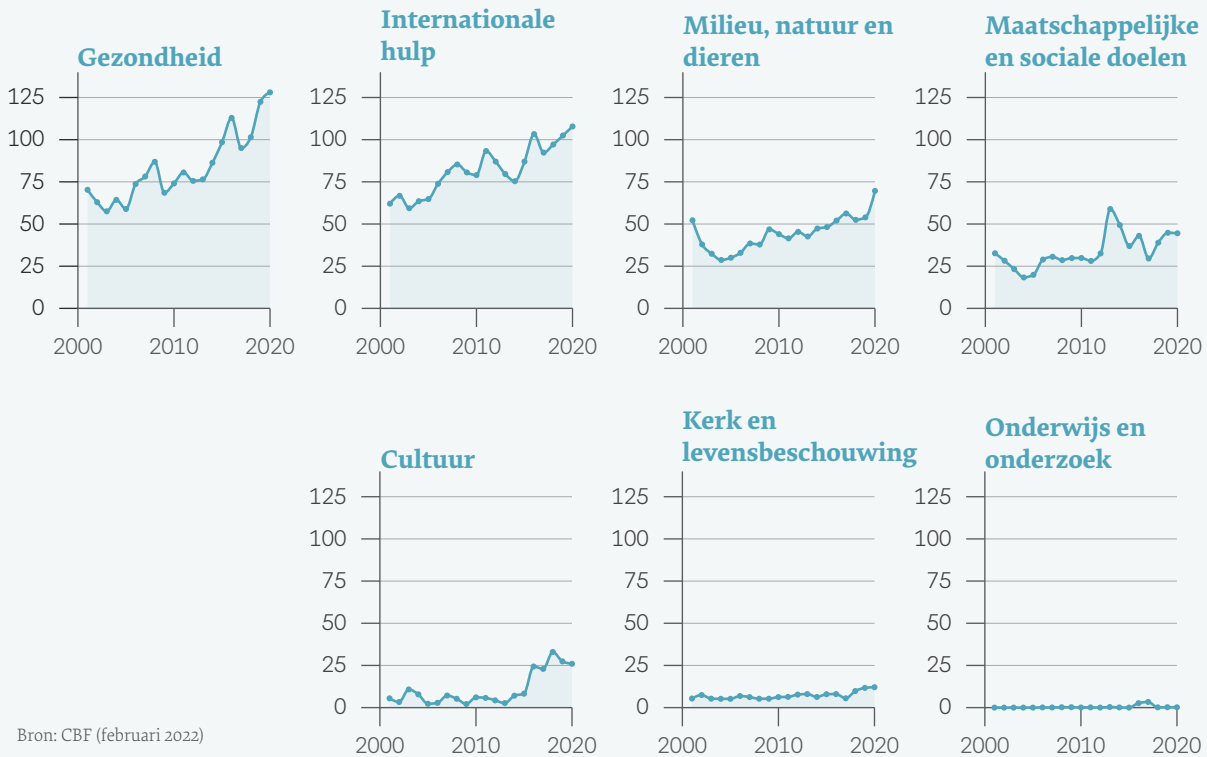 Gezondheid
125
100
75
50
25
0
2000 2010 2020
Internationale
hulp
125
100
75
50
25
0
2000 2010 2020
Milieu, natuur en
dieren
125
100
75
50
25
0
2000 2010 2020
Maatschappelijke
en sociale doelen
125
100
75
50
25
0
2000 2010 2020
Cultuur
125
100
75
50
25
0
2000 2010 2020
Kerk en
levensbeschouwing
125
100
75
50
25
0
2000 2010 2020
Onderwijs en
onderzoek
125
100
75
50
25
0
2000 2010 2020
Bron: CBF (februari 2022)